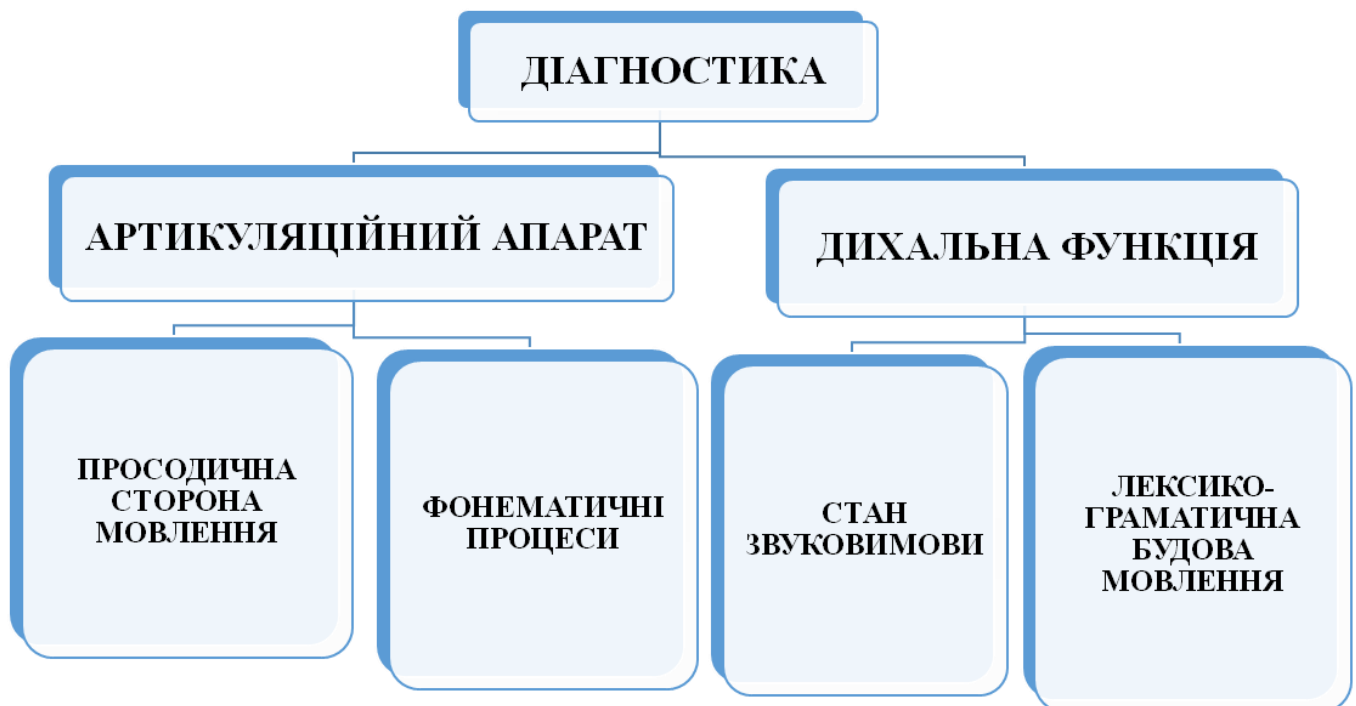 ДІАГНОСТИКА
АРТИКУЛЯЦІЙНИЙ АПАРАТ
ДИХАЛЬНА ФУНКЦІЯ
ПРОСОДИЧНА
СТОРОНА
МОВЛЕННЯ
ФОНЕМАТИЧНІ
ПРОЦЕСИ
СТАН
ЗВУКОВИМОВИ
ЛЕКСИКО-
ГРАМАТИЧНА
БУДОВА
МОВЛЕННЯ